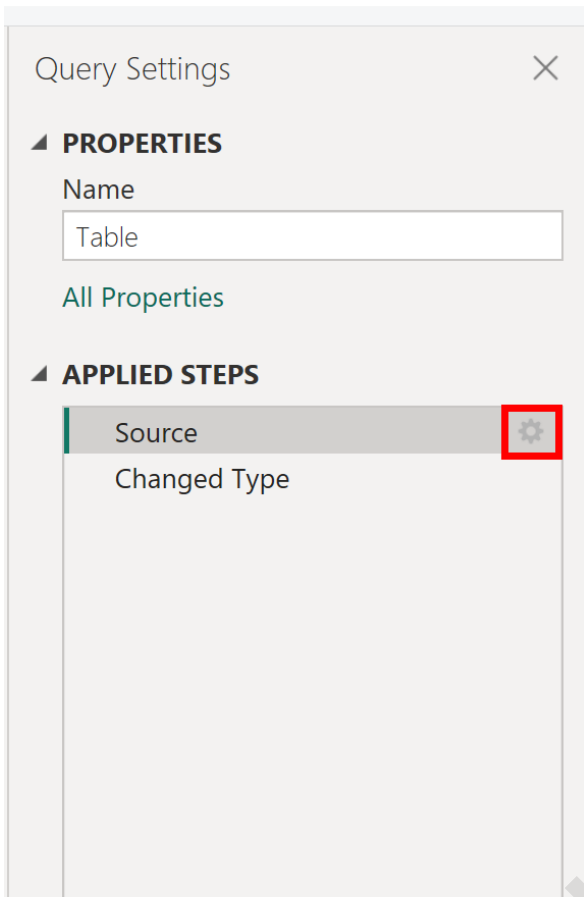 Query Settings
PROPERTIES
Name
Table
All Properties
APPLIED STEPS
Source
Changed Type